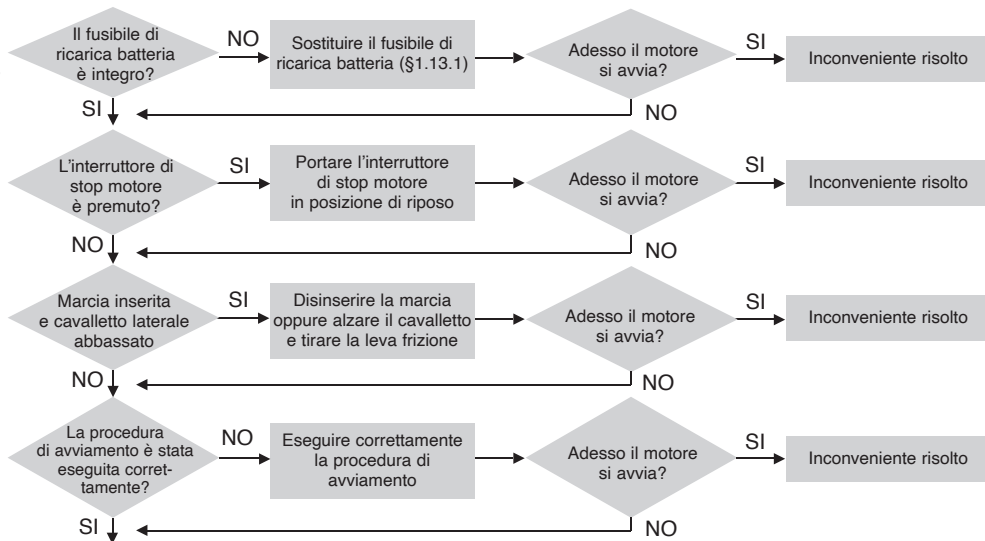 Il fusibile di
ricarica batteria
è integro?
NO
Sostituire il fusibile di
ricarica batteria (§1.13.1)
Adesso il motore
si avvia?
SI
Inconveniente risolto
SI
NO
L'interruttore di
stop motore
è premuto?
SI
Portare l'interruttore
di stop motore
in posizione di riposo
Adesso il motore
si avvia?
SI
Inconveniente risolto
NO
NO
Marcia inserita
e cavalletto laterale
abbassato
SI
Disinserire la marcia
oppure alzare il cavalletto
e tirare la leva frizione
Adesso il motore
si avvia?
SI
Inconveniente risolto
NO
NO
La procedura
di avviamento è stata
eseguita corret-
tamente?
NO
Eseguire correttamente
la procedura di
avviamento
Adesso il motore
si avvia?
SI
Inconveniente risolto
SI
NO